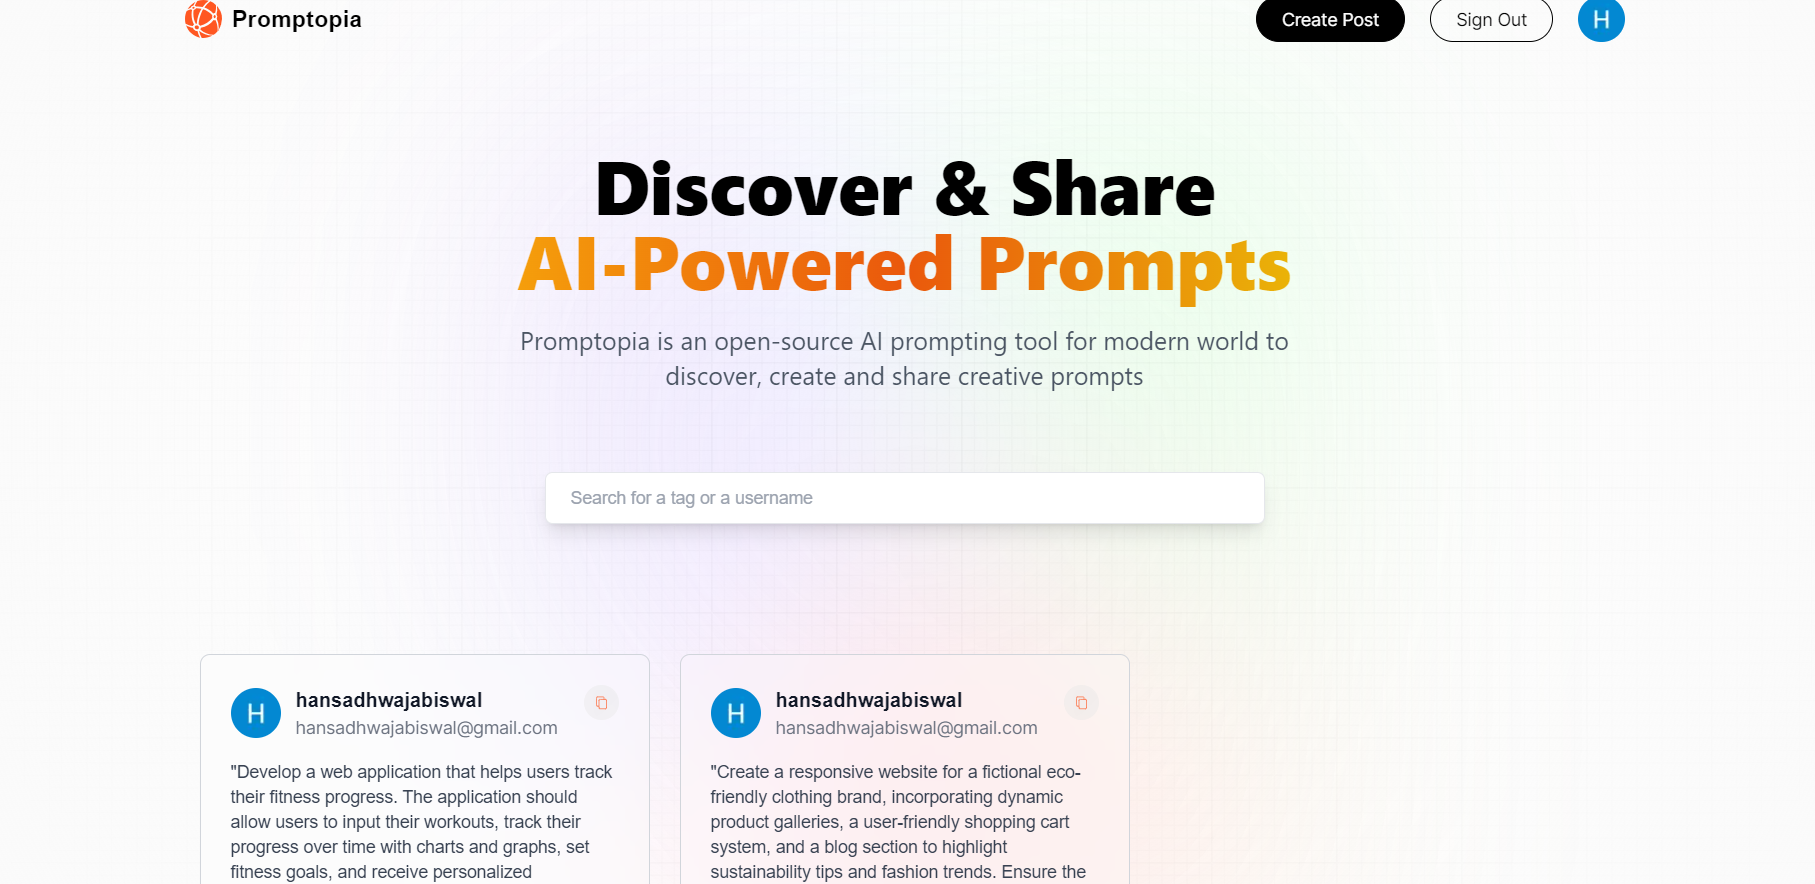 Promptopia
Create Post
Sign Out
H
Discover & Share
AI-Powered Prompts
Promptopia is an open-source AI prompting tool for modern world to
discover, create and share creative prompts
Search for a tag or a username
H
hansadhwajabiswal
hansadhwajabiswal@gmail.com
"Develop a web application that helps users track
their fitness progress. The application should
allow users to input their workouts, track their
progress over time with charts and graphs, set
fitness goals, and receive personalized
H
hansadhwajabiswal
hansadhwajabiswal@gmail.com
"Create a responsive website for a fictional eco-
friendly clothing brand, incorporating dynamic
product galleries, a user-friendly shopping cart
system, and a blog section to highlight
sustainability tips and fashion trends. Ensure the